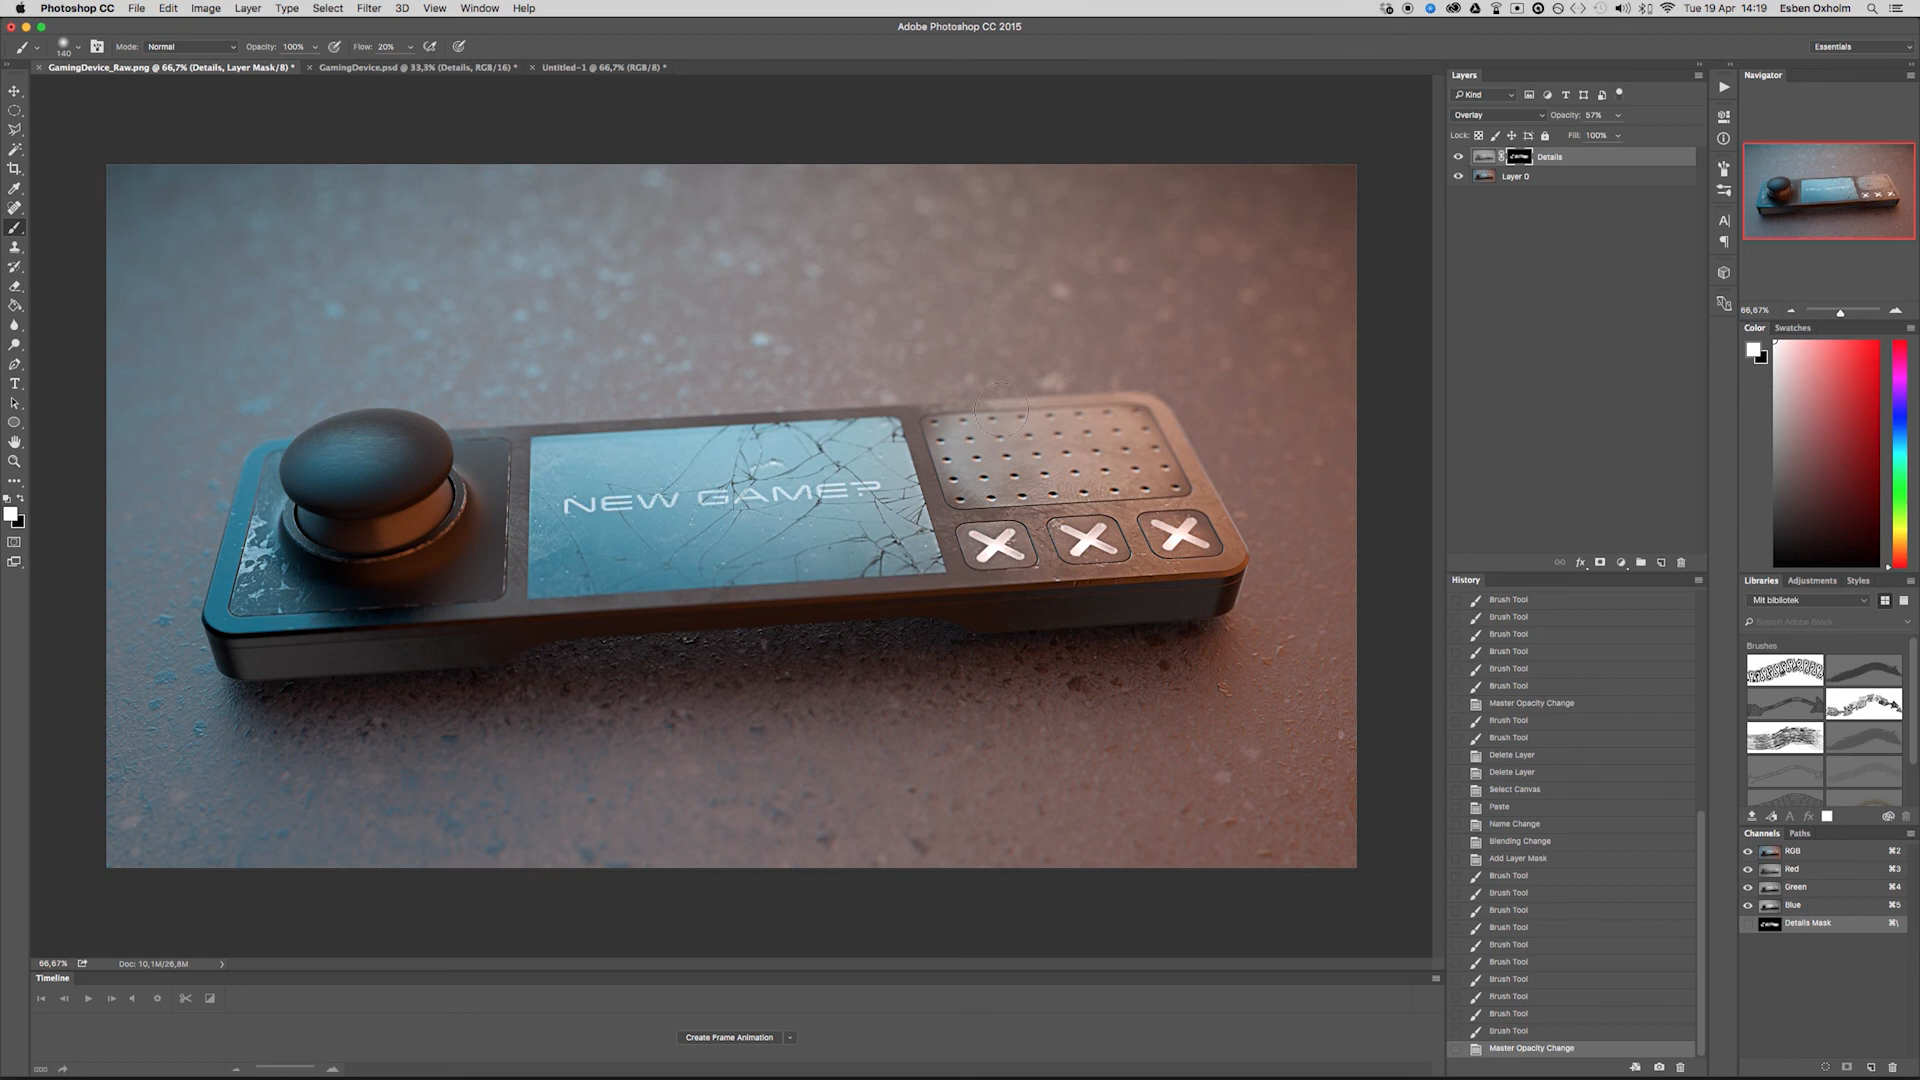 Photoshop CC File Edit Image Layer Type Select Filter 3D View Window Help Tue 19 Apr 14:19 Esben Oxholm
Adobe Photoshop CC 2015
140 Mode: Normal Opacity: 100% Flow: 20% Essentials
GamingDevice_Raw.png @ 66,7% (Details, Layer Mask/8) * GamingDevice.psd @ 33,3% (Details, RGB/16) * Untitled-1 @ 66,7% (RGB/8) *
NEW GAME?
66,67% Doc: 10,1M/26,8M
Timeline
Create Frame Animation
Layers
Kind
Overlay Opacity: 57%
Lock: Fill: 100%
Details
Layer 0
History
Brush Tool
Brush Tool
Brush Tool
Brush Tool
Brush Tool
Brush Tool
Master Opacity Change
Brush Tool
Brush Tool
Delete Layer
Delete Layer
Select Canvas
Paste
Name Change
Blending Change
Add Layer Mask
Brush Tool
Brush Tool
Brush Tool
Brush Tool
Brush Tool
Brush Tool
Brush Tool
Brush Tool
Brush Tool
Brush Tool
Master Opacity Change
Navigator
66,67%
Color Swatches
Libraries Adjustments Styles
Mit bibliotek
Search Adobe Stock
Brushes
Channels Paths
RGB ⌘2
Red ⌘3
Green ⌘4
Blue ⌘5
Details Mask ⌘\